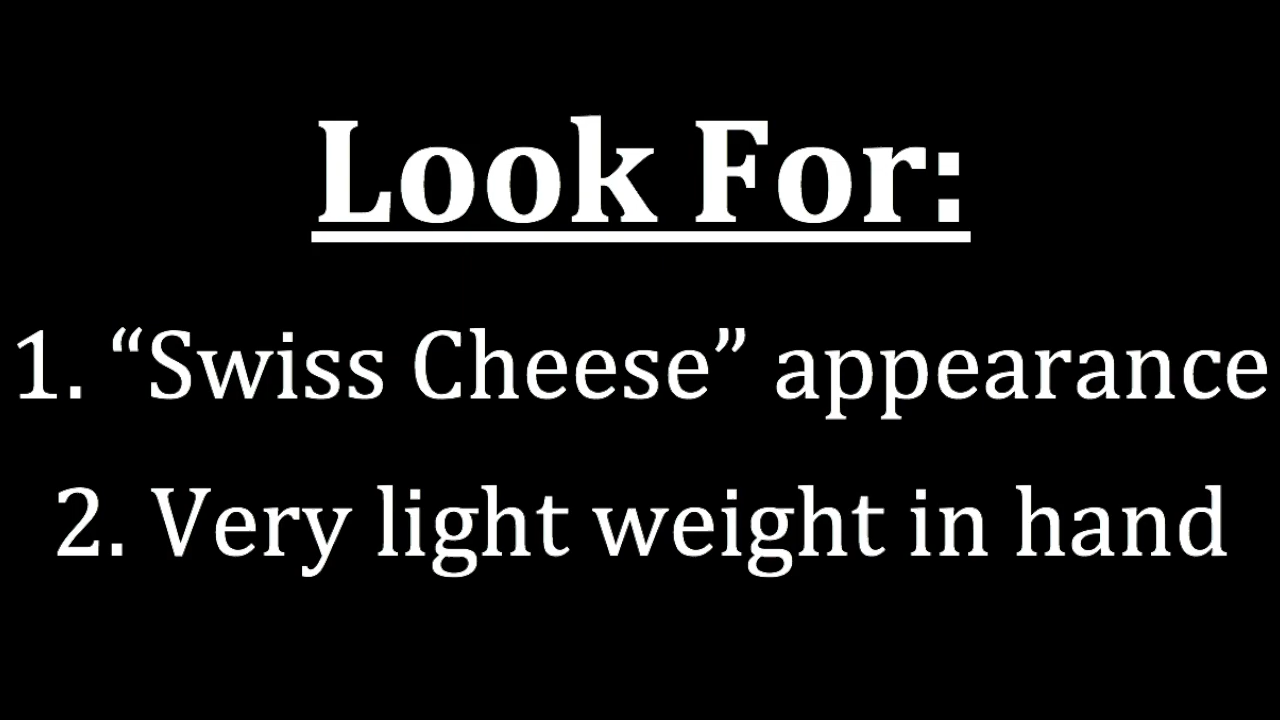 Look For:
1. “Swiss Cheese” appearance
2. Very light weight in hand